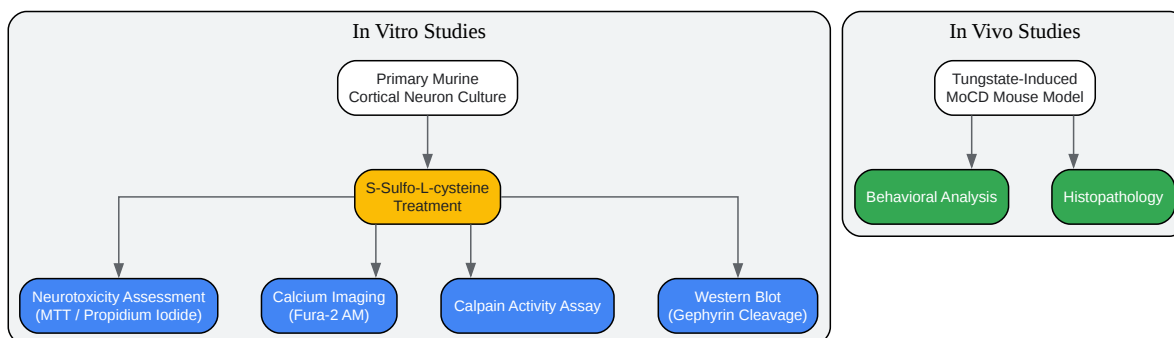 In Vitro Studies
Primary Murine
Cortical Neuron Culture
S-Sulfo-L-cysteine
Treatment
Neurotoxicity Assessment
(MTT / Propidium Iodide)
Calcium Imaging
(Fura-2 AM)
Calpain Activity Assay
Western Blot
(Gephyrin Cleavage)
In Vivo Studies
Tungstate-Induced
MoCD Mouse Model
Behavioral Analysis
Histopathology